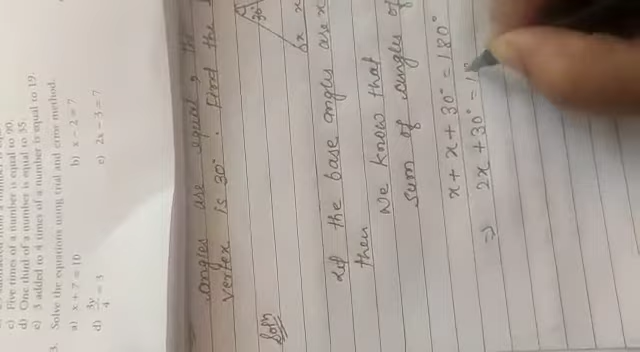 c) Five times of a number is equal to 90.
d) One third of a number is equal to 35.
e) 3 added to 4 times of a number is equal to 19.
3. Solve the equations using trial and error method.
a) x + 7 = 10
b) x - 2 = 7
d) 3y/4 = 3
e) 2x - 3 = 7
angles are equal & the
vertex is 30°. Find the
Soln
30°
x x
Let the base angles are x
then
We know that
sum of angles of
x + x + 30° = 180°
⇒ 2x + 30° = 1